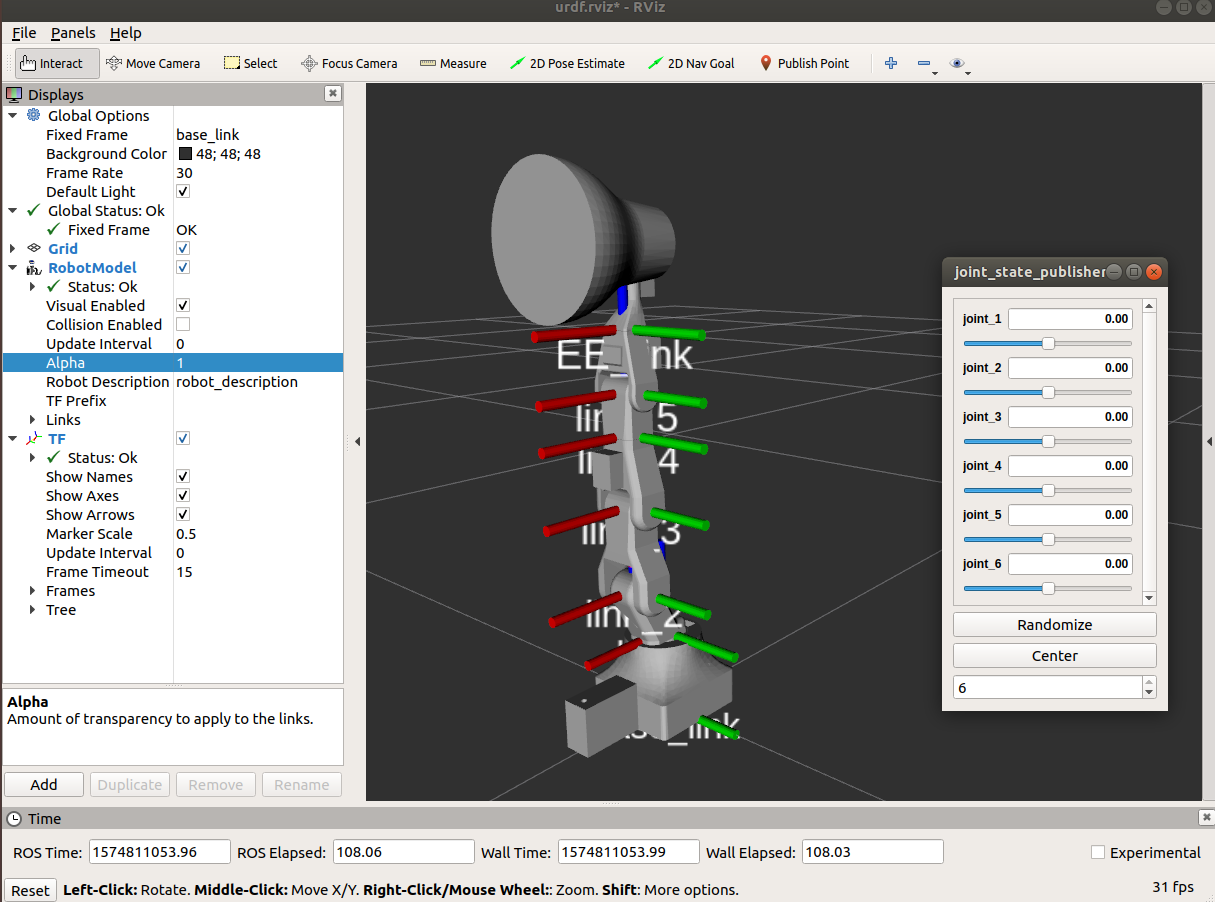 urdf.rviz* - RViz
File Panels Help
Interact Move Camera Select Focus Camera Measure 2D Pose Estimate 2D Nav Goal Publish Point
Displays
Global Options
Fixed Frame base_link
Background Color 48; 48; 48
Frame Rate 30
Default Light
Global Status: Ok
Fixed Frame OK
Grid
RobotModel
Status: Ok
Visual Enabled
Collision Enabled
Update Interval 0
Alpha 1
Robot Description robot_description
TF Prefix
Links
TF
Status: Ok
Show Names
Show Axes
Show Arrows
Marker Scale 0.5
Update Interval 0
Frame Timeout 15
Frames
Tree
Alpha
Amount of transparency to apply to the links.
Add Duplicate Remove Rename
5
4
3
joint_state_publisher
joint_1 0.00
joint_2 0.00
joint_3 0.00
joint_4 0.00
joint_5 0.00
joint_6 0.00
Randomize
Center
6
Time
ROS Time: 1574811053.96 ROS Elapsed: 108.06 Wall Time: 1574811053.99 Wall Elapsed: 108.03 Experimental
Reset Left-Click: Rotate. Middle-Click: Move X/Y. Right-Click/Mouse Wheel:: Zoom. Shift: More options. 31 fps